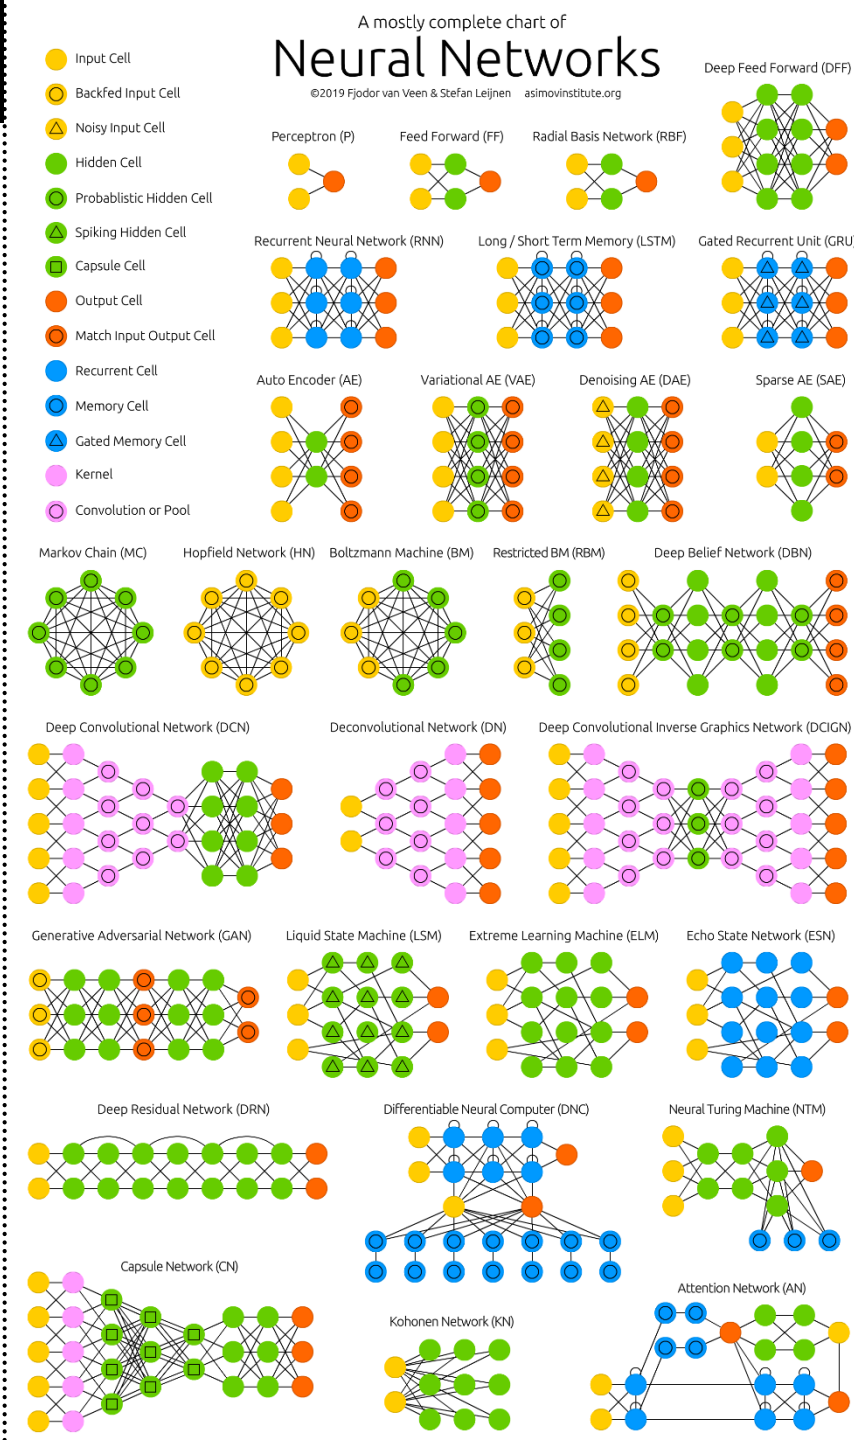 A mostly complete chart of
Neural Networks
©2019 Fjodor van Veen & Stefan Leijnen asimovinstitute.org
Input Cell
Backfed Input Cell
Noisy Input Cell
Hidden Cell
Probablistic Hidden Cell
Spiking Hidden Cell
Capsule Cell
Output Cell
Match Input Output Cell
Recurrent Cell
Memory Cell
Gated Memory Cell
Kernel
Convolution or Pool
Deep Feed Forward (DFF)
Perceptron (P)
Feed Forward (FF)
Radial Basis Network (RBF)
Recurrent Neural Network (RNN)
Long / Short Term Memory (LSTM)
Gated Recurrent Unit (GRU)
Auto Encoder (AE)
Variational AE (VAE)
Denoising AE (DAE)
Sparse AE (SAE)
Markov Chain (MC)
Hopfield Network (HN)
Boltzmann Machine (BM)
Restricted BM (RBM)
Deep Belief Network (DBN)
Deep Convolutional Network (DCN)
Deconvolutional Network (DN)
Deep Convolutional Inverse Graphics Network (DCIGN)
Generative Adversarial Network (GAN)
Liquid State Machine (LSM)
Extreme Learning Machine (ELM)
Echo State Network (ESN)
Deep Residual Network (DRN)
Differentiable Neural Computer (DNC)
Neural Turing Machine (NTM)
Capsule Network (CN)
Kohonen Network (KN)
Attention Network (AN)